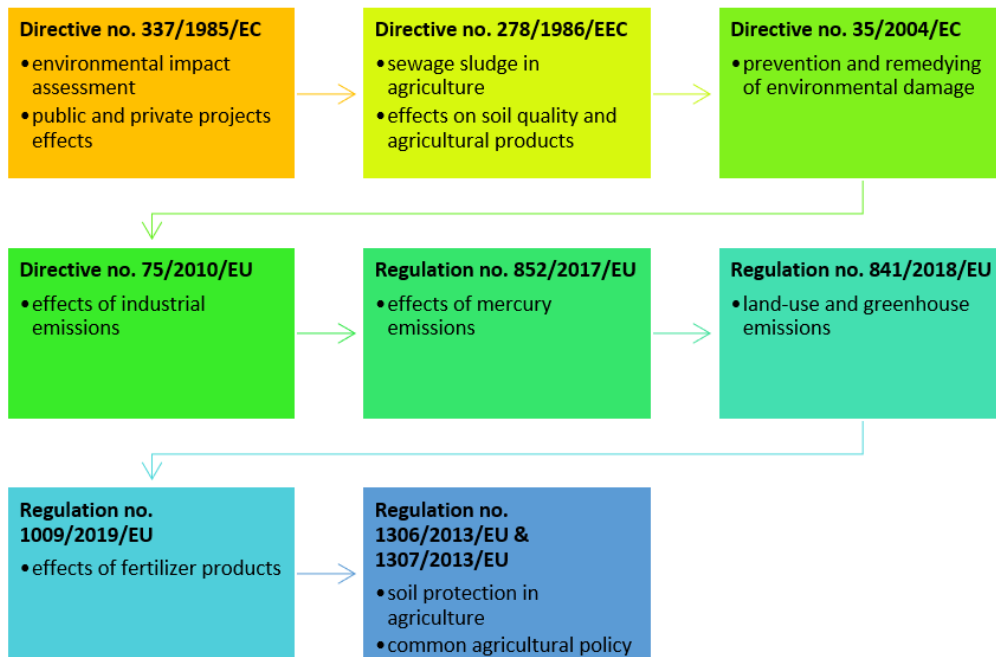 Directive no. 337/1985/EC
•environmental impact
assessment
•public and private projects
effects
Directive no. 278/1986/EEC
•sewage sludge in
agriculture
•effects on soil quality and
agricultural products
Directive no. 35/2004/EC
•prevention and remedying
of environmental damage
Directive no. 75/2010/EU
•effects of industrial
emissions
Regulation no. 852/2017/EU
•effects of mercury
emissions
Regulation no. 841/2018/EU
•land-use and greenhouse
emissions
Regulation no.
1009/2019/EU
•effects of fertilizer products
Regulation no.
1306/2013/EU &
1307/2013/EU
•soil protection in
agriculture
•common agricultural policy